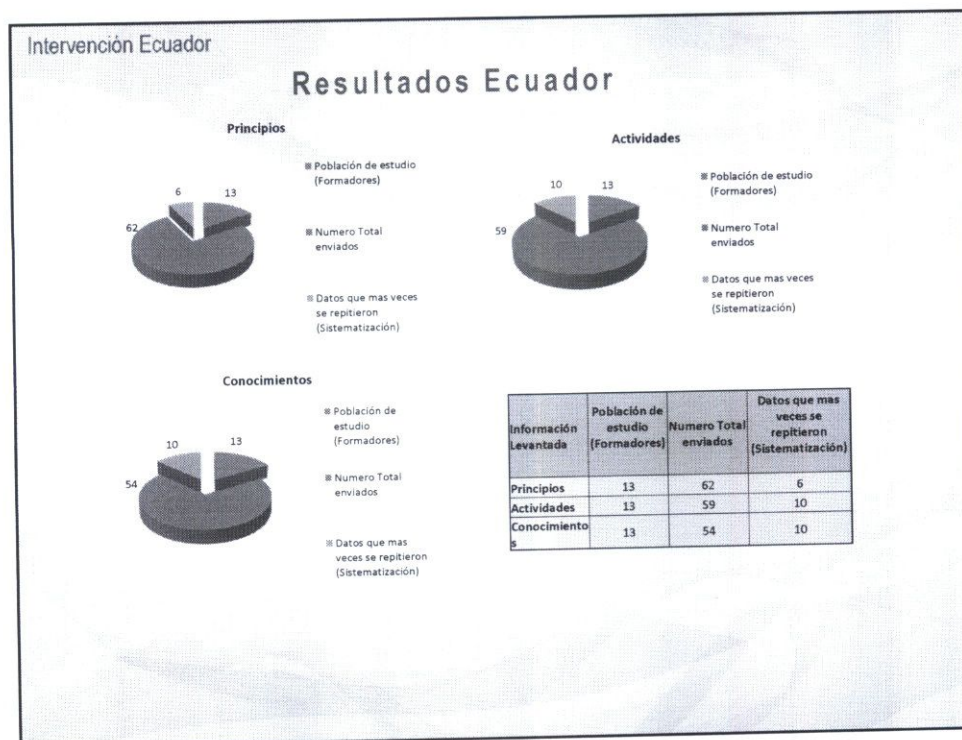 Intervención Ecuador
Resultados Ecuador
Principios
6
13
62
Población de estudio
(Formadores)
Numero Total
enviados
Datos que mas veces
se repitieron
(Sistematización)
Actividades
10
13
59
Población de estudio
(Formadores)
Numero Total
enviados
Datos que mas veces
se repitieron
(Sistematización)
Conocimientos
10
13
54
Población de
estudio
(Formadores)
Numero Total
enviados
Datos que mas
veces se repitieron
(Sistematización)
Información
Levantada
Población de
estudio
(Formadores)
Numero Total
enviados
Datos que mas
veces se
repitieron
(Sistematización)
Principios 13 62 6
Actividades 13 59 10
Conocimiento
s 13 54 10